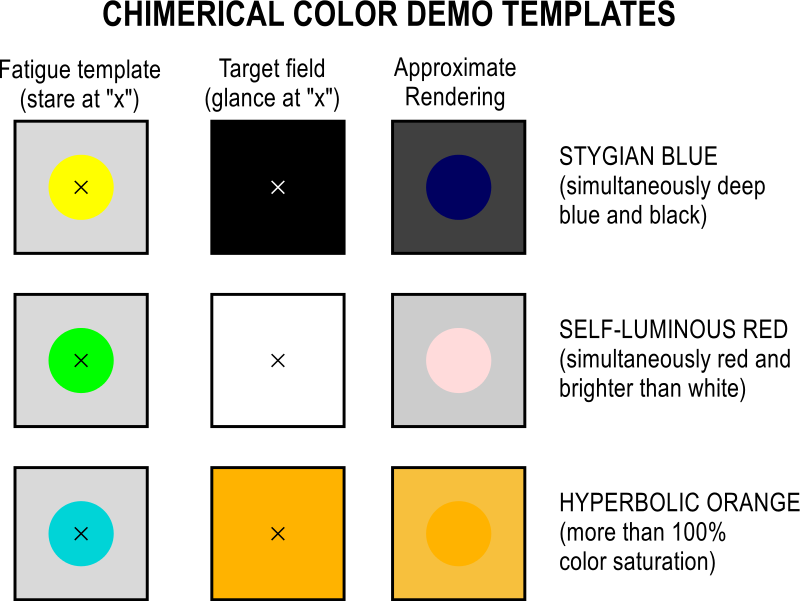 CHIMERICAL COLOR DEMO TEMPLATES
Fatigue template
(stare at "x")
Target field
(glance at "x")
Approximate
Rendering
STYGIAN BLUE
(simultaneously deep
blue and black)
SELF-LUMINOUS RED
(simultaneously red and
brighter than white)
HYPERBOLIC ORANGE
(more than 100%
color saturation)